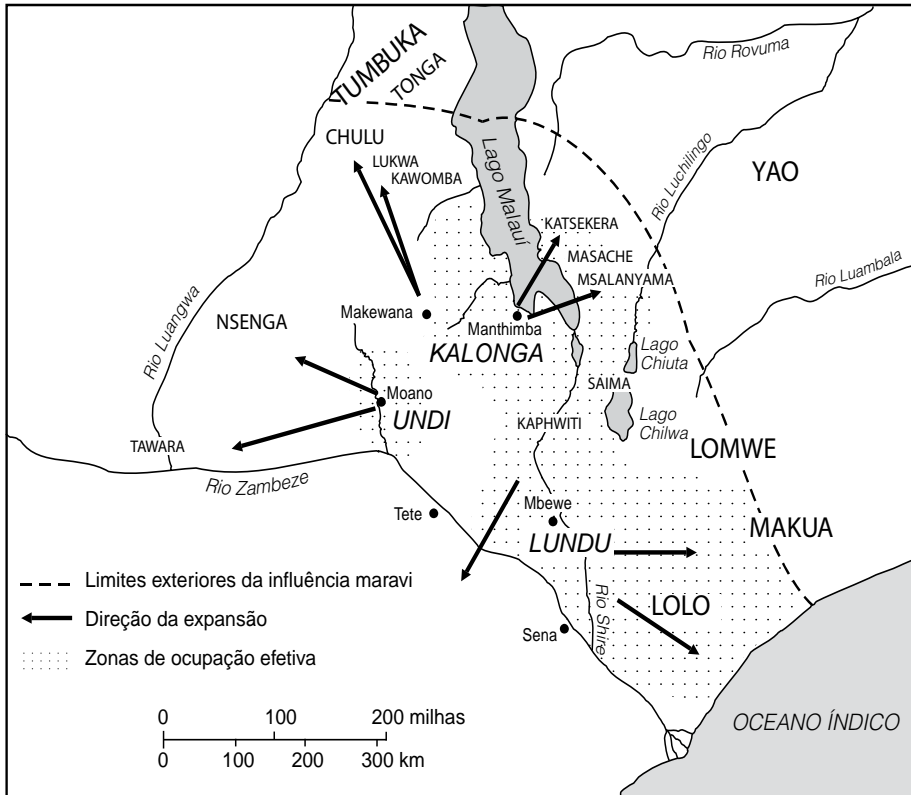 TUMBUKA
TONGA
Rio Rovuma
CHULU
LUKWA
KAWOMBA
Lago Malauí
Rio Luchilingo
YAO
KATSEKERA
MASACHE
MSALANYAMA
Rio Luambala
Rio Luangwa
NSENGA
Makewana
Manthimba
KALONGA
Lago
Chiuta
SAIMA
Moano
UNDI
KAPHWITI
Lago
Chilwa
TAWARA
LOMWE
Rio Zambeze
Tete
Mbewe
LUNDU
MAKUA
LOLO
Rio Shire
Sena
OCEANO ÍNDICO
Limites exteriores da influência maravi
Direção da expansão
Zonas de ocupação efetiva
0 100 200 milhas
0 100 200 300 km